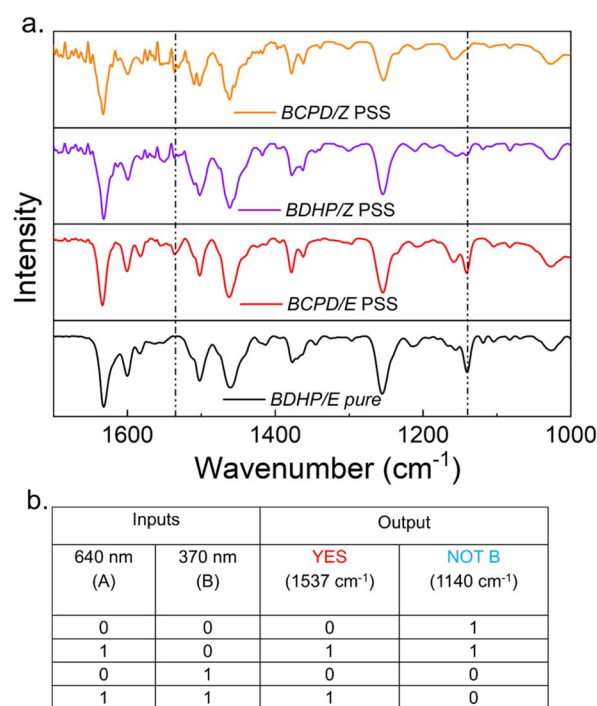 a.
BCPD/Z PSS
BDHP/Z PSS
BCPD/E PSS
BDHP/E pure
Intensity
1600 1400 1200 1000
Wavenumber (cm⁻¹)
b.
Inputs Output
640 nm 370 nm YES NOT B
(A) (B) (1537 cm⁻¹) (1140 cm⁻¹)
0 0 0 1
1 0 1 1
0 1 0 0
1 1 1 0